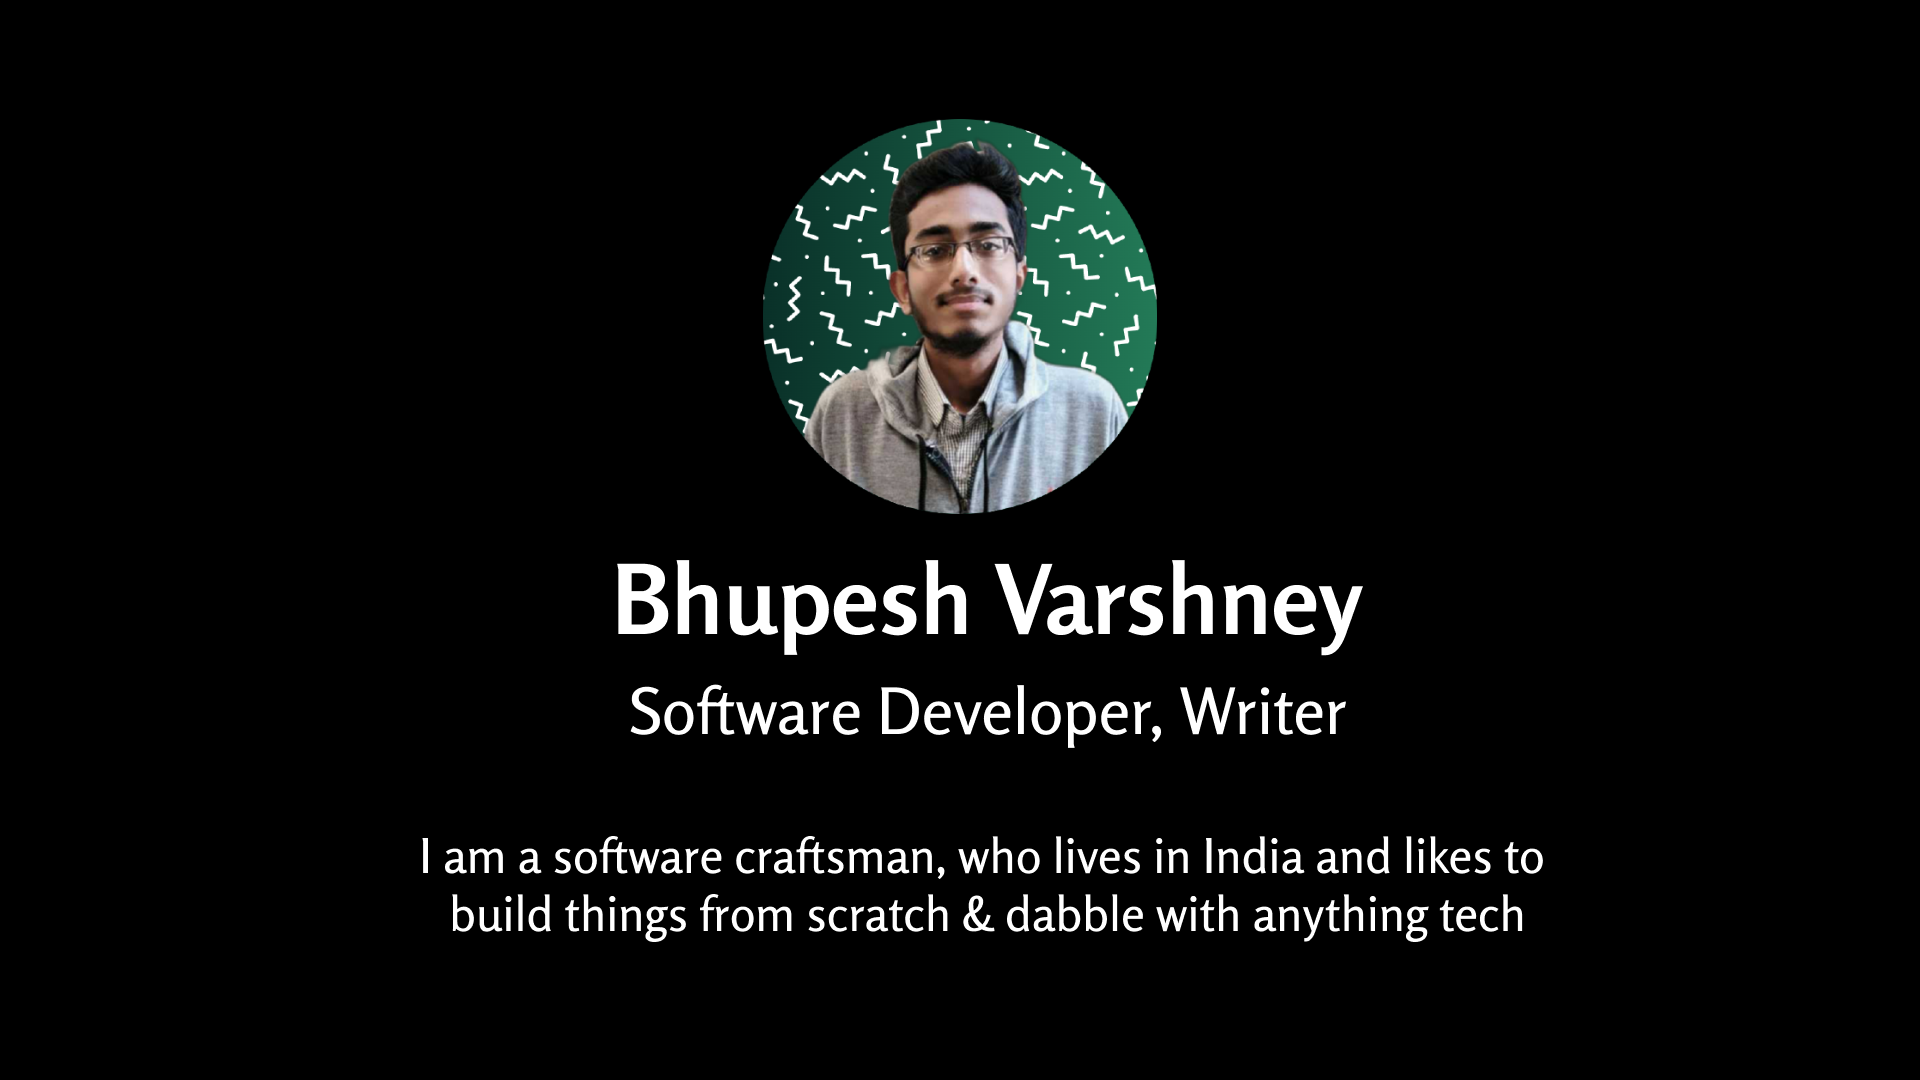 Bhupesh Varshney
Software Developer, Writer
I am a software craftsman, who lives in India and likes to
build things from scratch & dabble with anything tech